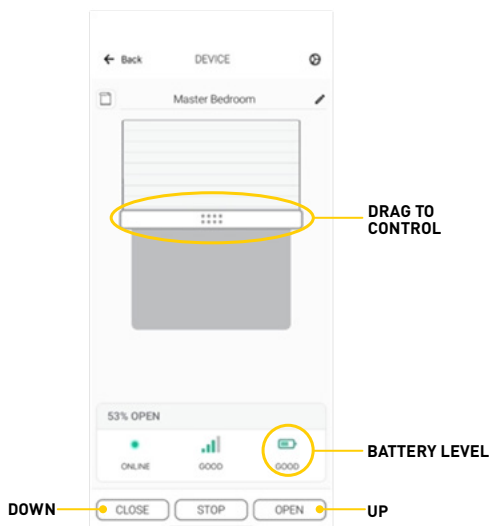 Back DEVICE
Master Bedroom
DRAG TO
CONTROL
53% OPEN
ONLINE GOOD GOOD
BATTERY LEVEL
DOWN CLOSE STOP OPEN UP